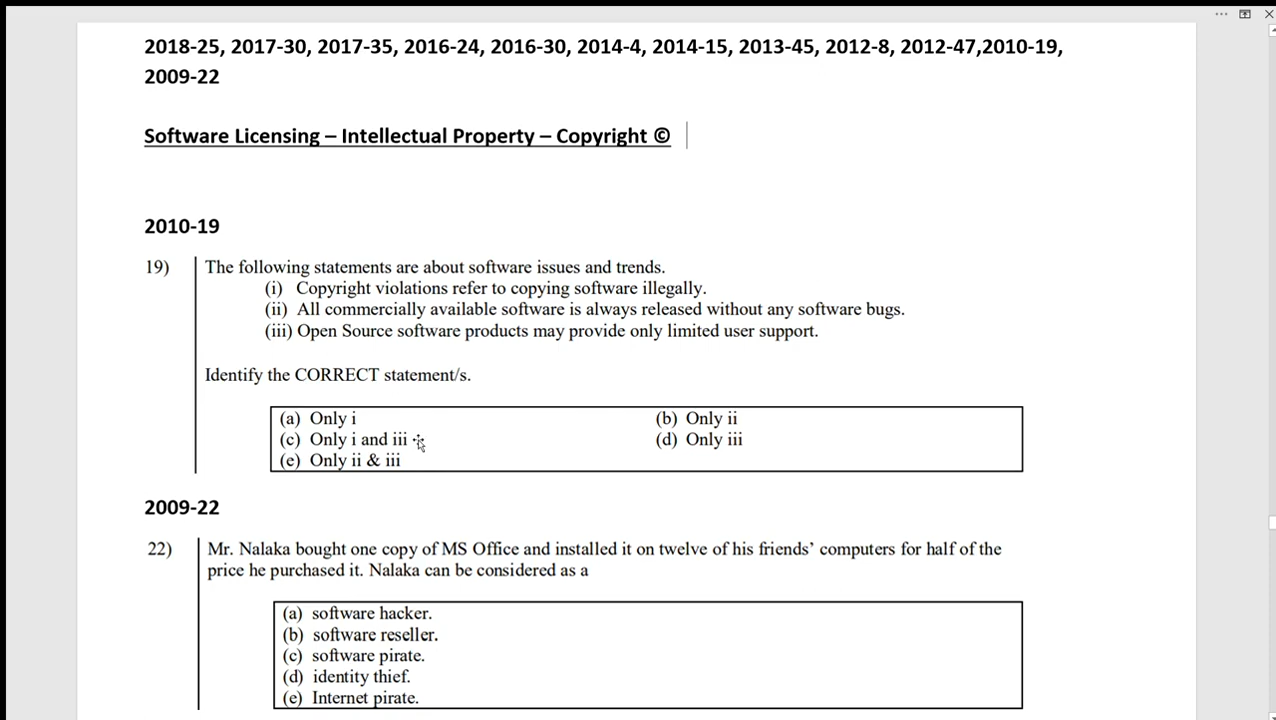 2018-25, 2017-30, 2017-35, 2016-24, 2016-30, 2014-4, 2014-15, 2013-45, 2012-8, 2012-47,2010-19,
2009-22
Software Licensing – Intellectual Property – Copyright ©
2010-19
19) The following statements are about software issues and trends.
(i) Copyright violations refer to copying software illegally.
(ii) All commercially available software is always released without any software bugs.
(iii) Open Source software products may provide only limited user support.
Identify the CORRECT statement/s.
(a) Only i (b) Only ii
(c) Only i and iii (d) Only iii
(e) Only ii & iii
2009-22
22) Mr. Nalaka bought one copy of MS Office and installed it on twelve of his friends’ computers for half of the
price he purchased it. Nalaka can be considered as a
(a) software hacker.
(b) software reseller.
(c) software pirate.
(d) identity thief.
(e) Internet pirate.